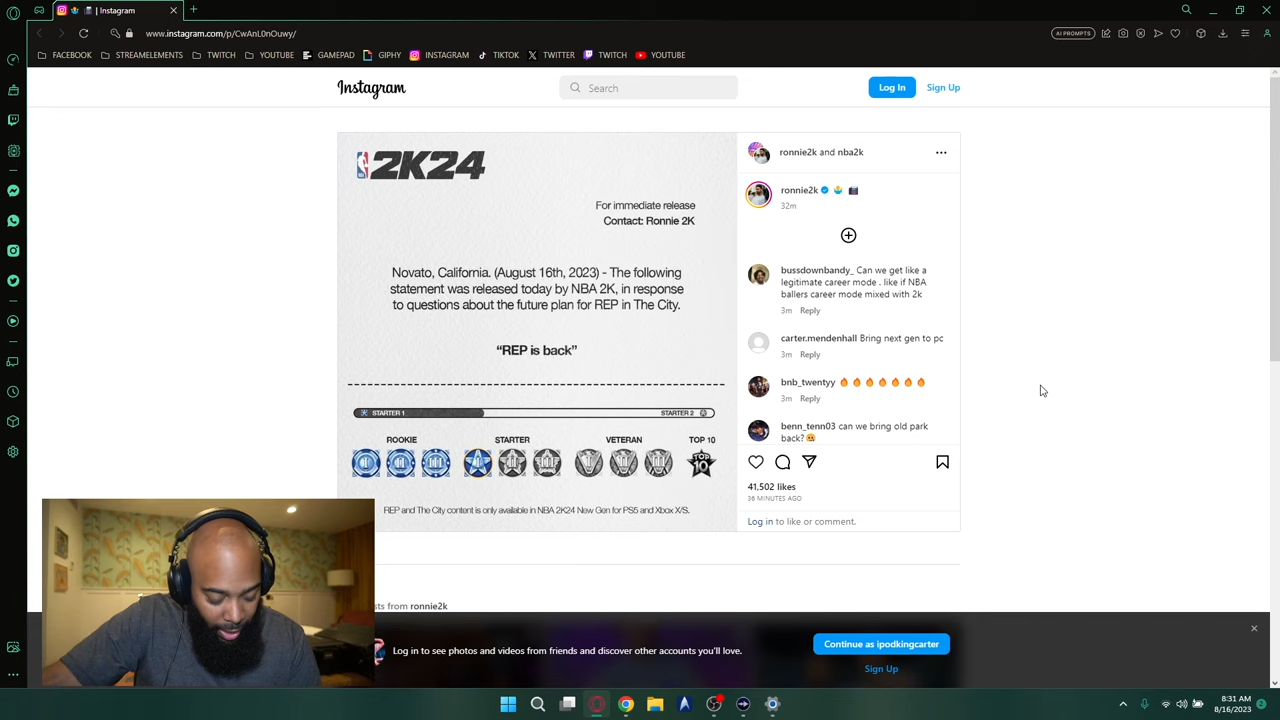 Instagram
www.instagram.com/p/CwAnL0nOuwy/
AI PROMPTS
FACEBOOK STREAMELEMENTS TWITCH YOUTUBE GAMEPAD GIPHY INSTAGRAM TIKTOK TWITTER TWITCH YOUTUBE
Instagram
Search
Log In
Sign Up
2K24
For immediate release
Contact: Ronnie 2K
Novato, California. (August 16th, 2023) - The following
statement was released today by NBA 2K, in response
to questions about the future plan for REP in The City.
“REP is back”
STARTER 1
STARTER 2
ROOKIE STARTER VETERAN TOP 10
TOP
10
REP and The City content is only available in NBA 2K24 New Gen for PS5 and Xbox X/S.
ronnie2k and nba2k
ronnie2k
32m
bussdownbandy_ Can we get like a
legitimate career mode . like if NBA
ballers career mode mixed with 2k
3m Reply
carter.mendenhall Bring next gen to pc
3m Reply
bnb_twentyy 🔥🔥🔥🔥🔥🔥🔥
3m Reply
benn_tenn03 can we bring old park
back?
41,502 likes
36 MINUTES AGO
Log in to like or comment.
sts from ronnie2k
Log in to see photos and videos from friends and discover other accounts you'll love.
Continue as ipodkingcarter
Sign Up
8:31 AM
8/16/2023